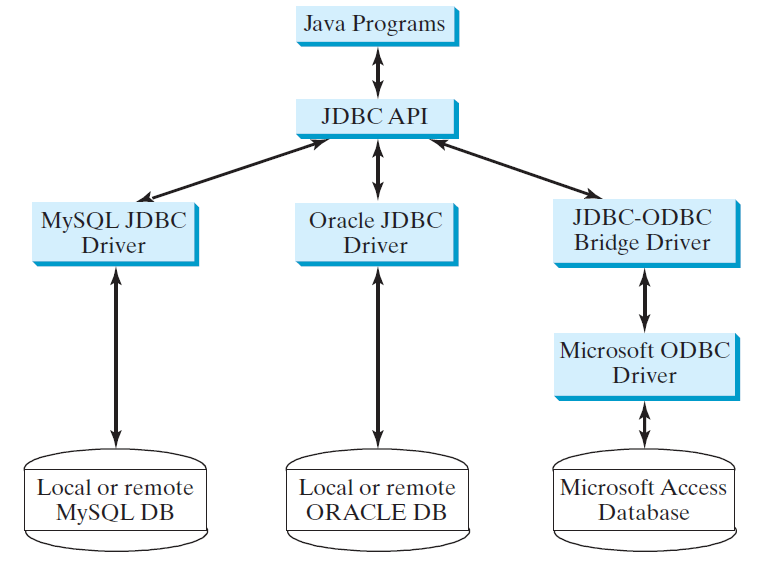 Java Programs
JDBC API
MySQL JDBC
Driver
Oracle JDBC
Driver
JDBC-ODBC
Bridge Driver
Microsoft ODBC
Driver
Local or remote
MySQL DB
Local or remote
ORACLE DB
Microsoft Access
Database